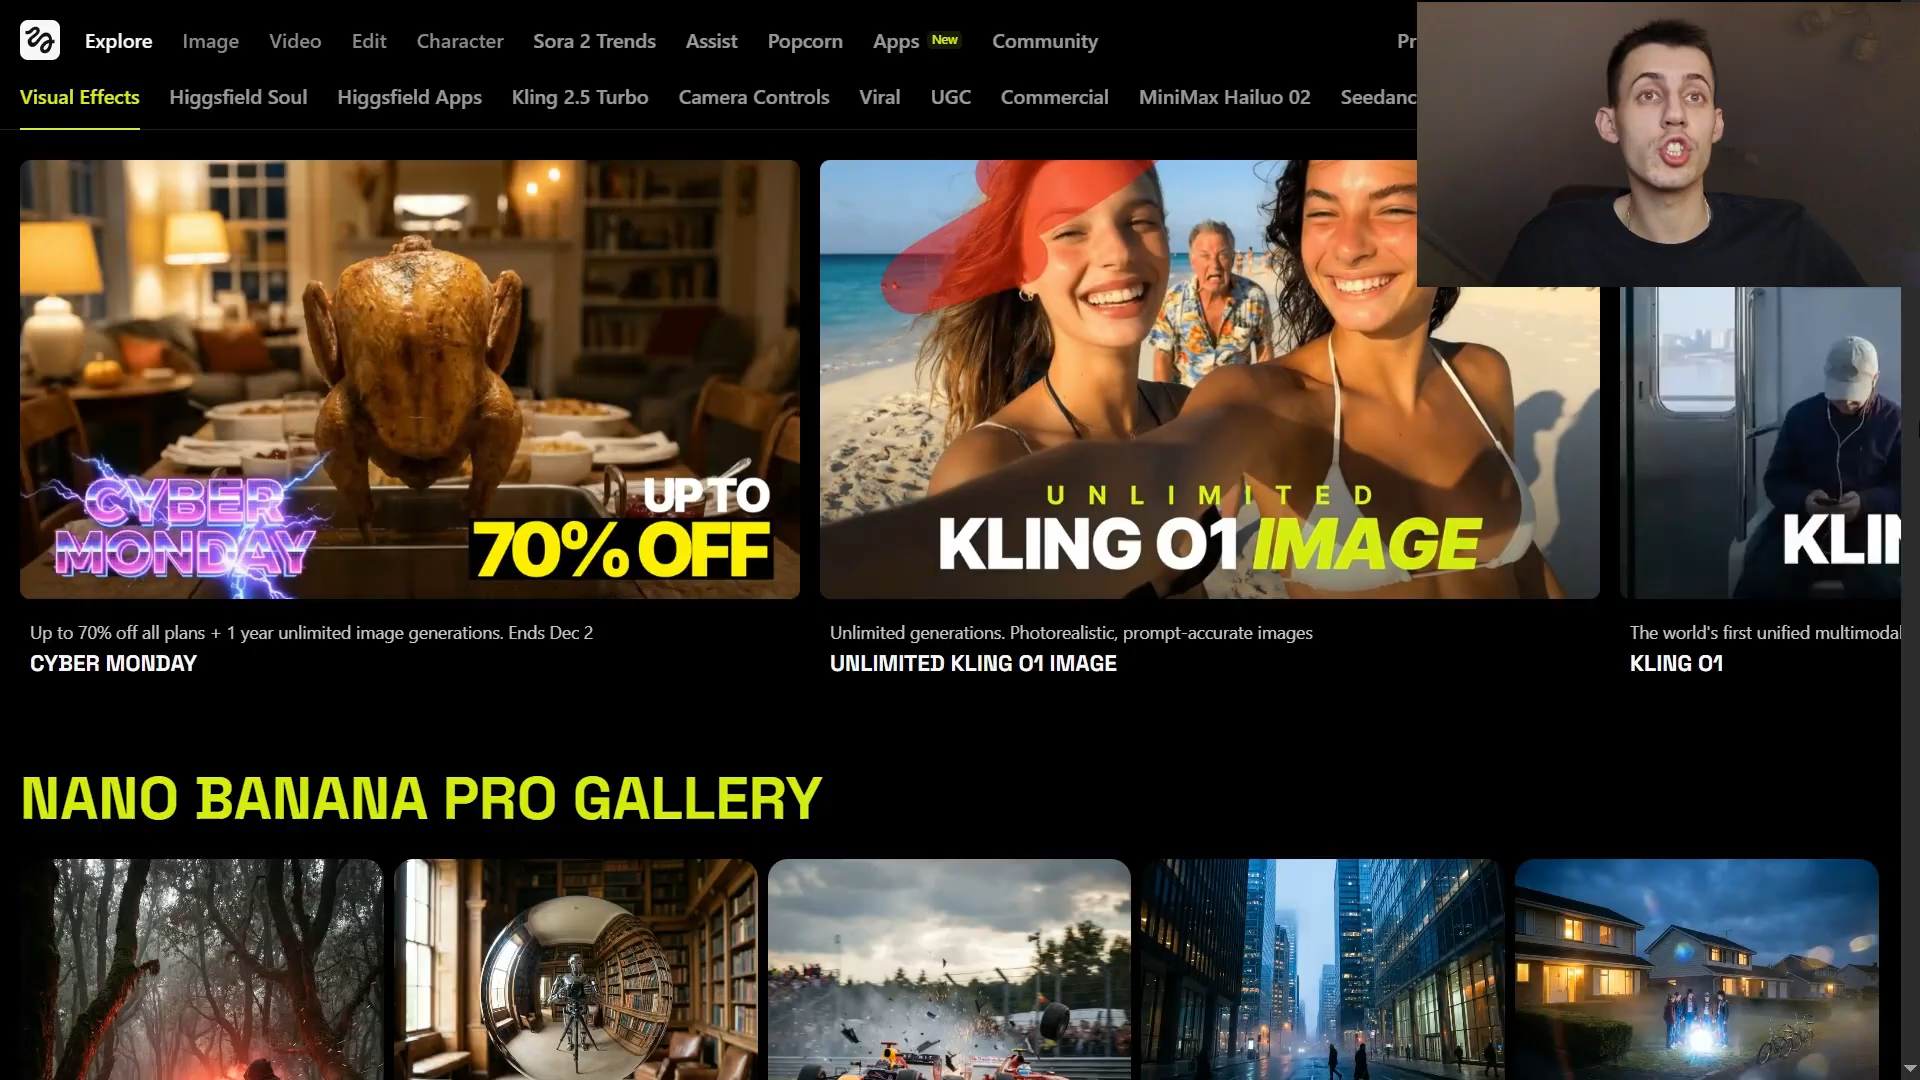 Explore Image Video Edit Character Sora 2 Trends Assist Popcorn Apps New Community Pr
Visual Effects Higgsfield Soul Higgsfield Apps Kling 2.5 Turbo Camera Controls Viral UGC Commercial MiniMax Hailuo 02 Seedanc
CYBER
MONDAY
UP TO
70% OFF
UNLIMITED
KLING O1 IMAGE
KLIN
Up to 70% off all plans + 1 year unlimited image generations. Ends Dec 2
CYBER MONDAY
Unlimited generations. Photorealistic, prompt-accurate images
UNLIMITED KLING O1 IMAGE
The world's first unified multimodal
KLING O1
NANO BANANA PRO GALLERY